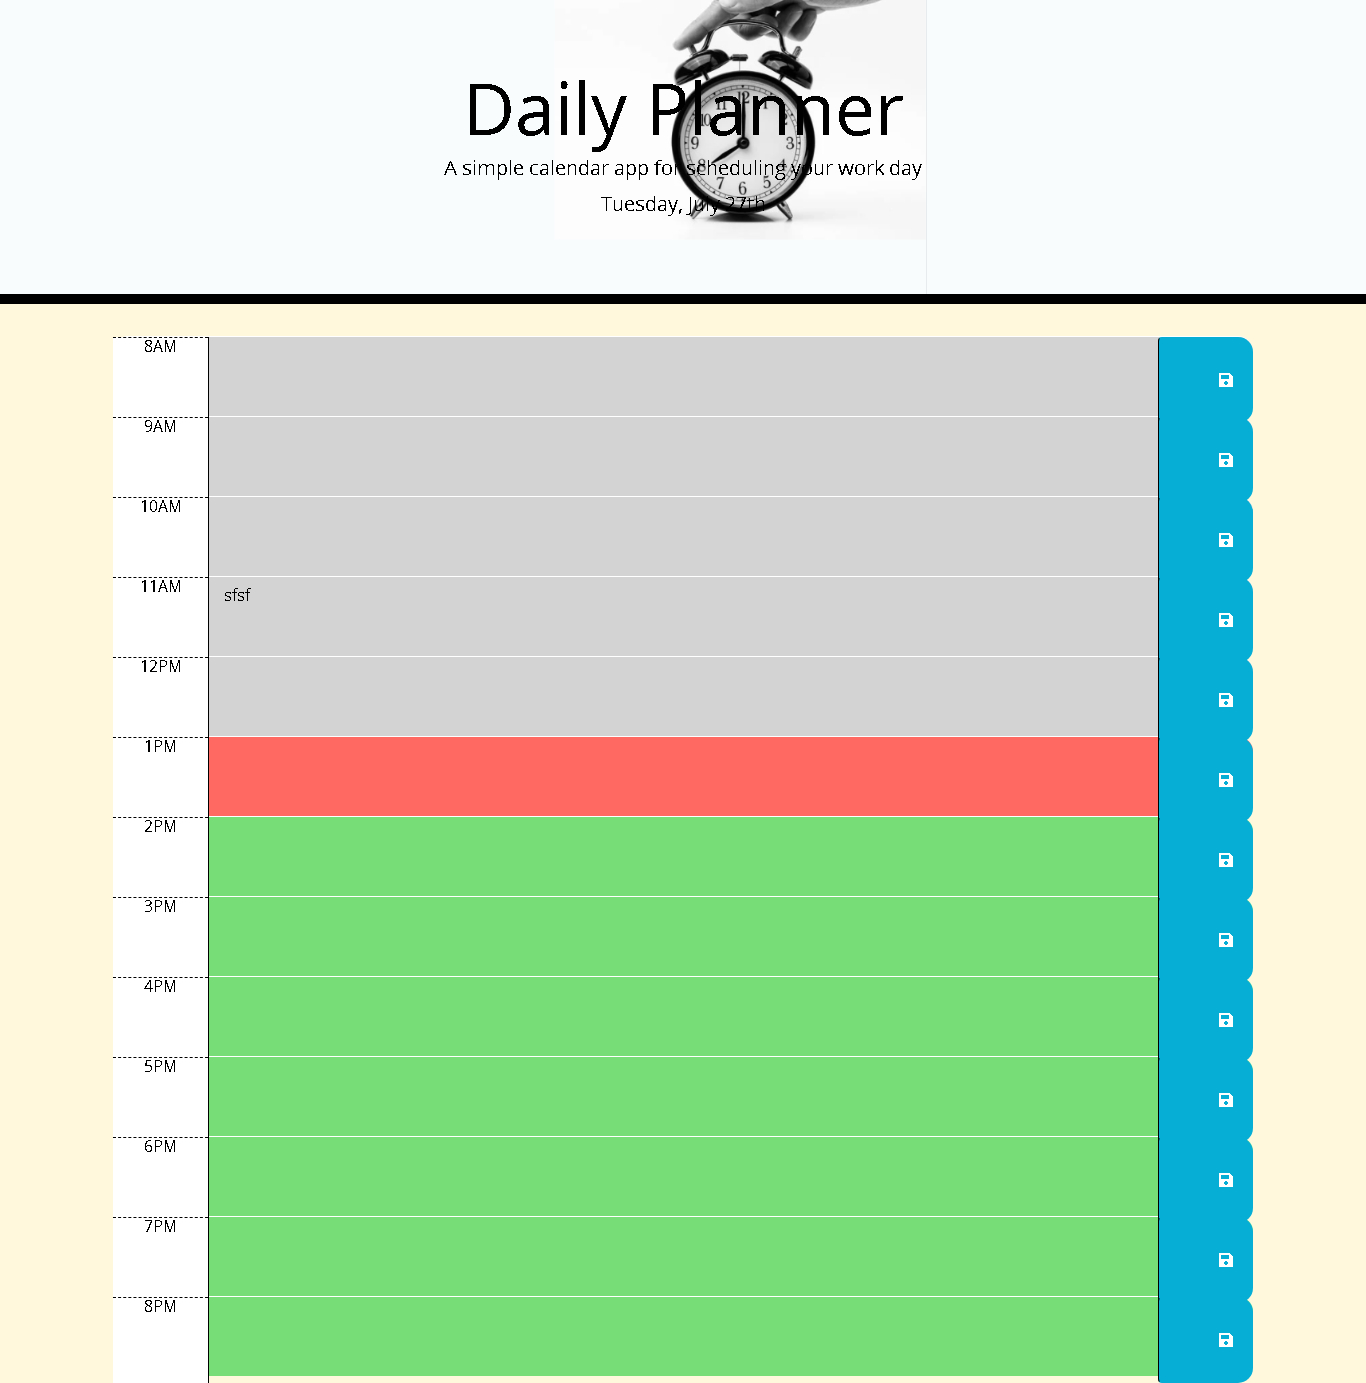 Daily Planner
A simple calendar app for scheduling your work day
Tuesday, July 27th
8AM
9AM
10AM
11AM
sfsf
12PM
1PM
2PM
3PM
4PM
5PM
6PM
7PM
8PM